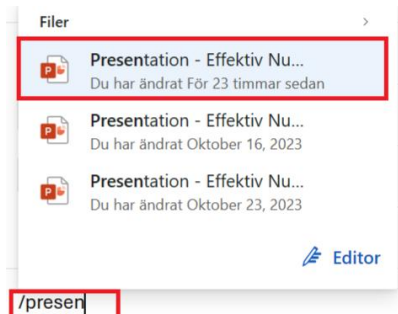 Filer
Presentation - Effektiv Nu...
Du har ändrat För 23 timmar sedan
Presentation - Effektiv Nu...
Du har ändrat Oktober 16, 2023
Presentation - Effektiv Nu...
Du har ändrat Oktober 23, 2023
Editor
/presen